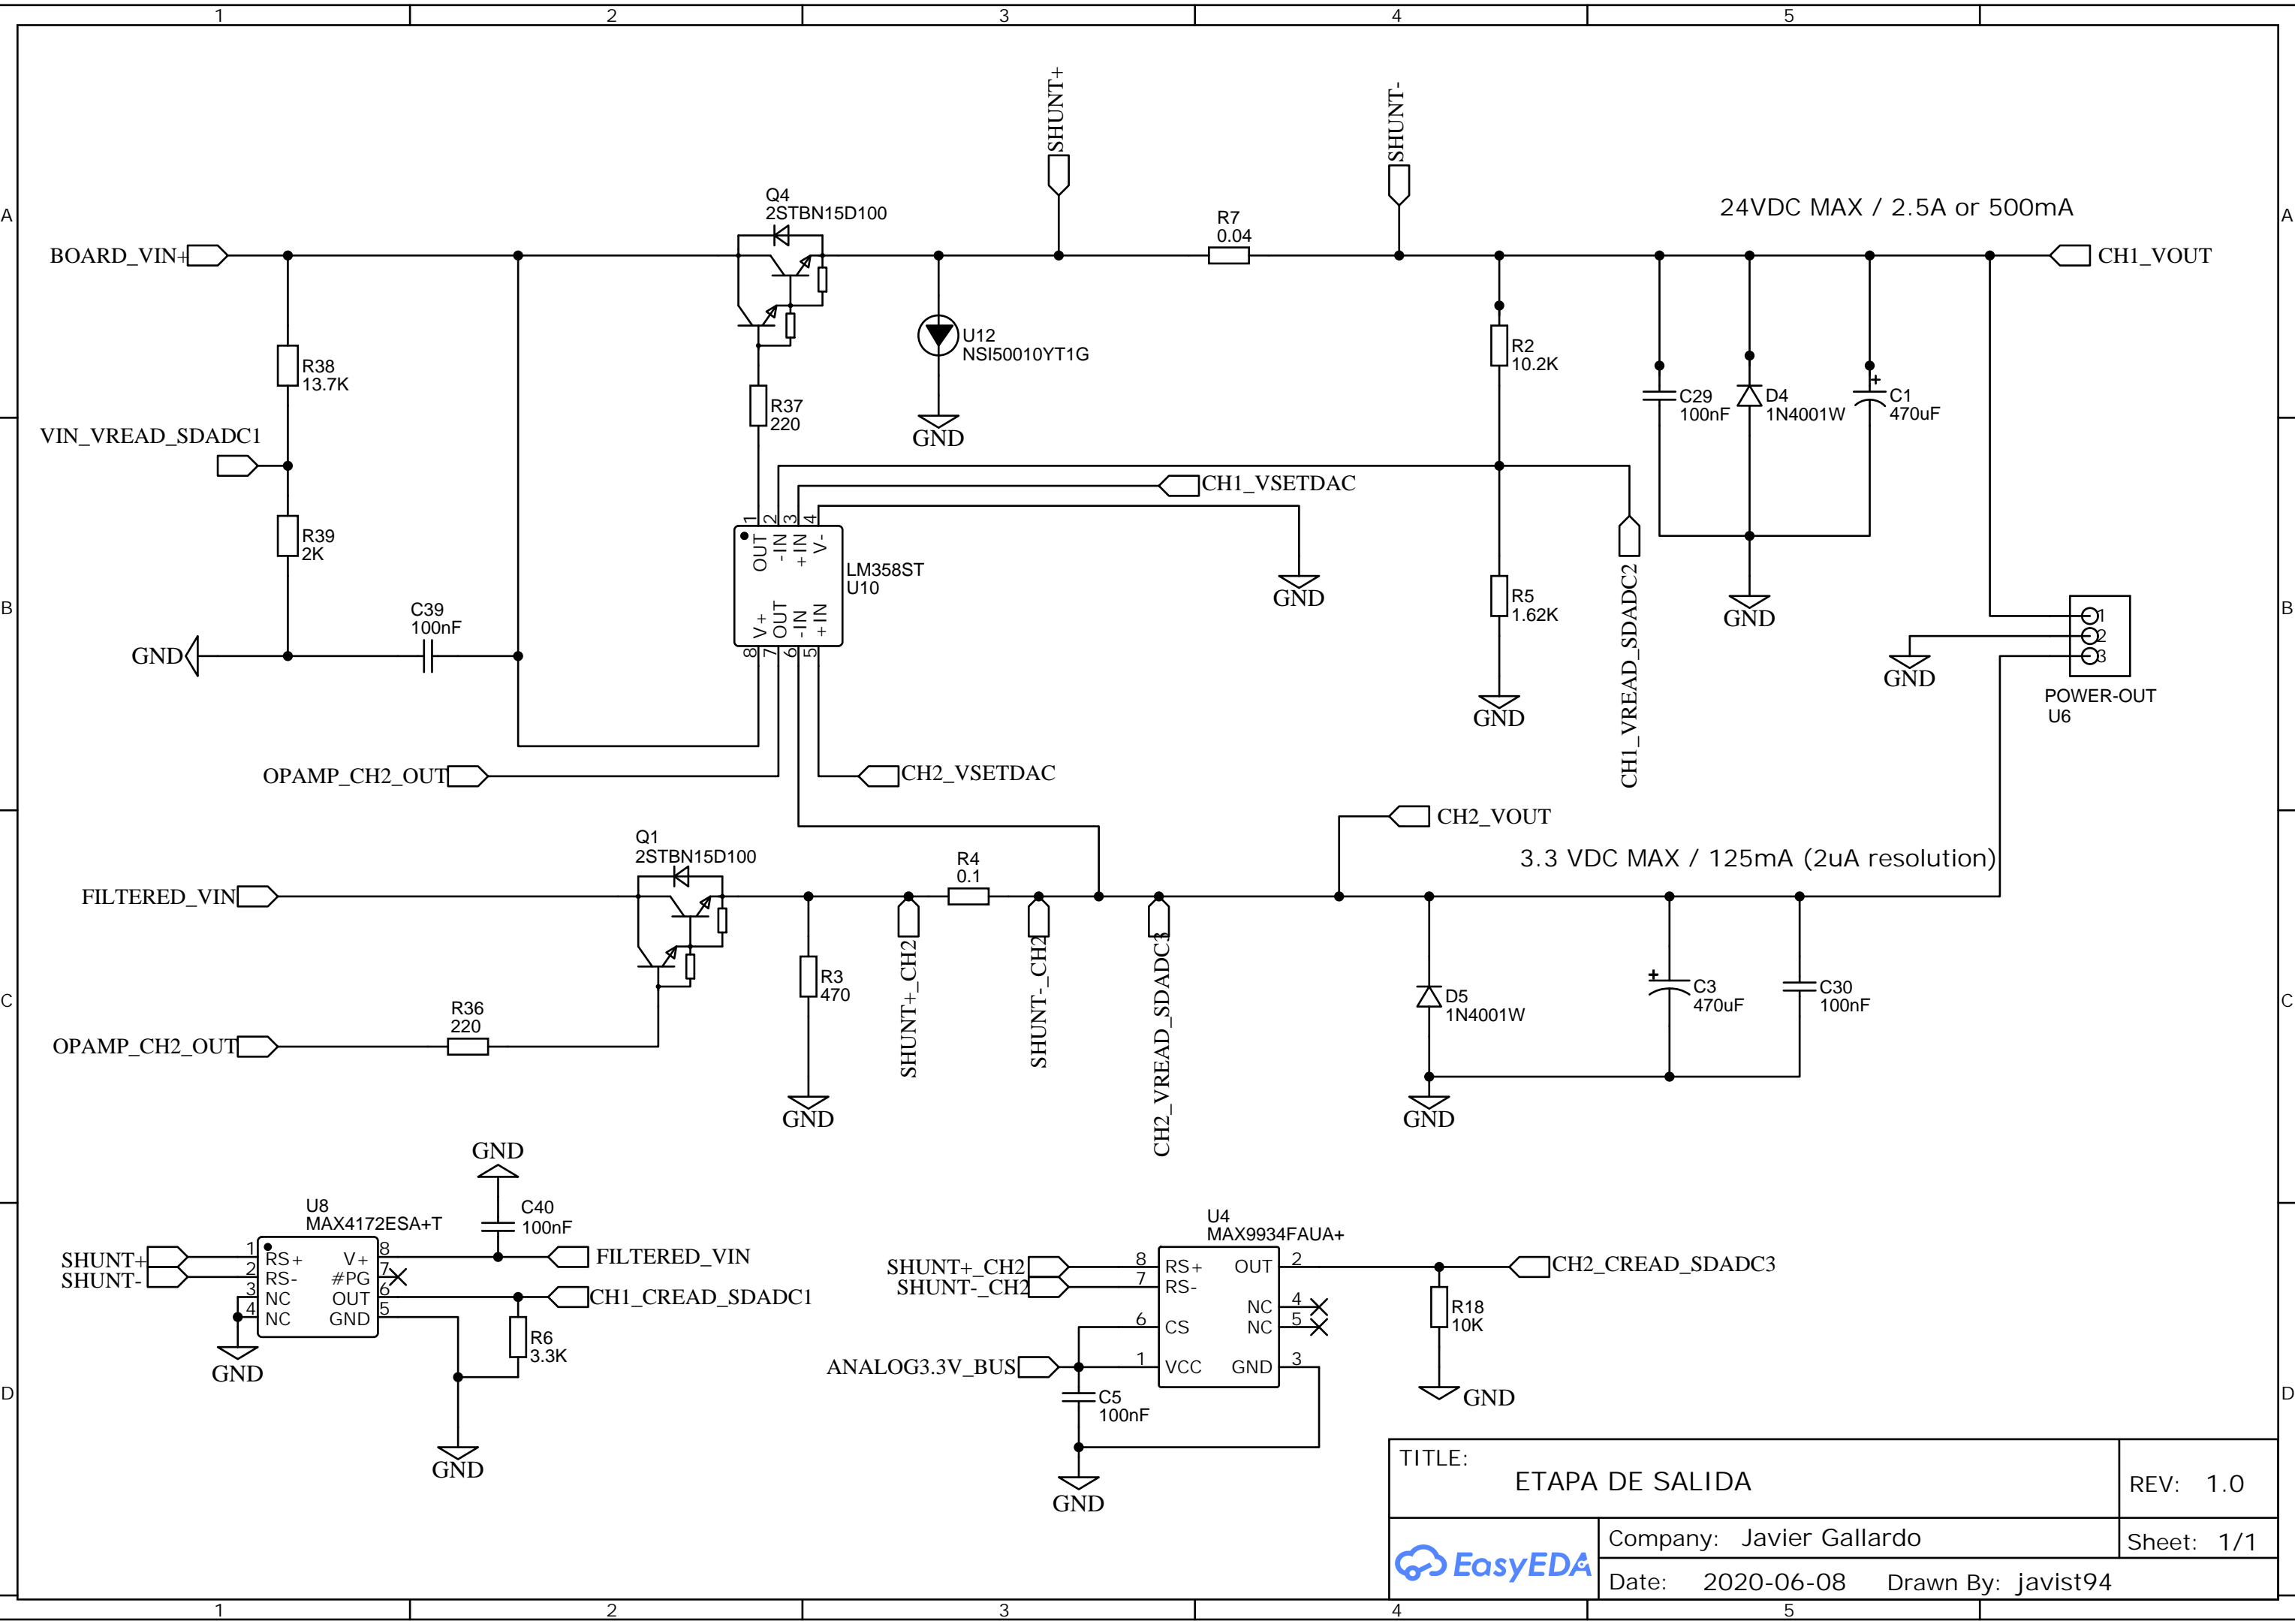 1 2 3 4 5
A A
B B
C C
D D
1 2 3 4 5
SHUNT+
SHUNT-
Q4
2STBN15D100
R7
0.04
24VDC MAX / 2.5A or 500mA
BOARD_VIN+
CH1_VOUT
R38
13.7K
U12
NSI50010YT1G
GND
R2
10.2K
C29
100nF
D4
1N4001W
+
C1
470uF
GND
R37
220
VIN_VREAD_SDADC1
CH1_VSETDAC
R39
2K
1 2 3 4
OUT -IN +IN V-
LM358ST
U10
V+ OUT -IN +IN
8 7 6 5
GND
R5
1.62K
GND
CH1_VREAD_SDADC2
C39
100nF
GND
1
2
3
GND
POWER-OUT
U6
OPAMP_CH2_OUT
CH2_VSETDAC
CH2_VOUT
Q1
2STBN15D100
R4
0.1
3.3 VDC MAX / 125mA (2uA resolution)
FILTERED_VIN
R3
470
GND
SHUNT+_CH2
SHUNT-_CH2
CH2_VREAD_SDADC3
D5
1N4001W
+
C3
470uF
C30
100nF
GND
R36
220
OPAMP_CH2_OUT
GND
C40
100nF
U8
MAX4172ESA+T
SHUNT+
SHUNT-
1 RS+
2 RS-
3 NC
4 NC
V+ 8
#PG 7
OUT 6
GND 5
FILTERED_VIN
CH1_CREAD_SDADC1
R6
3.3K
GND
GND
U4
MAX9934FAUA+
SHUNT+_CH2
SHUNT-_CH2
ANALOG3.3V_BUS
8 RS+
7 RS-
6 CS
1 VCC
OUT 2
NC 4
NC 5
GND 3
CH2_CREAD_SDADC3
R18
10K
GND
C5
100nF
GND
TITLE:
ETAPA DE SALIDA
REV: 1.0
EasyEDA
Company: Javier Gallardo
Sheet: 1/1
Date: 2020-06-08 Drawn By: javist94